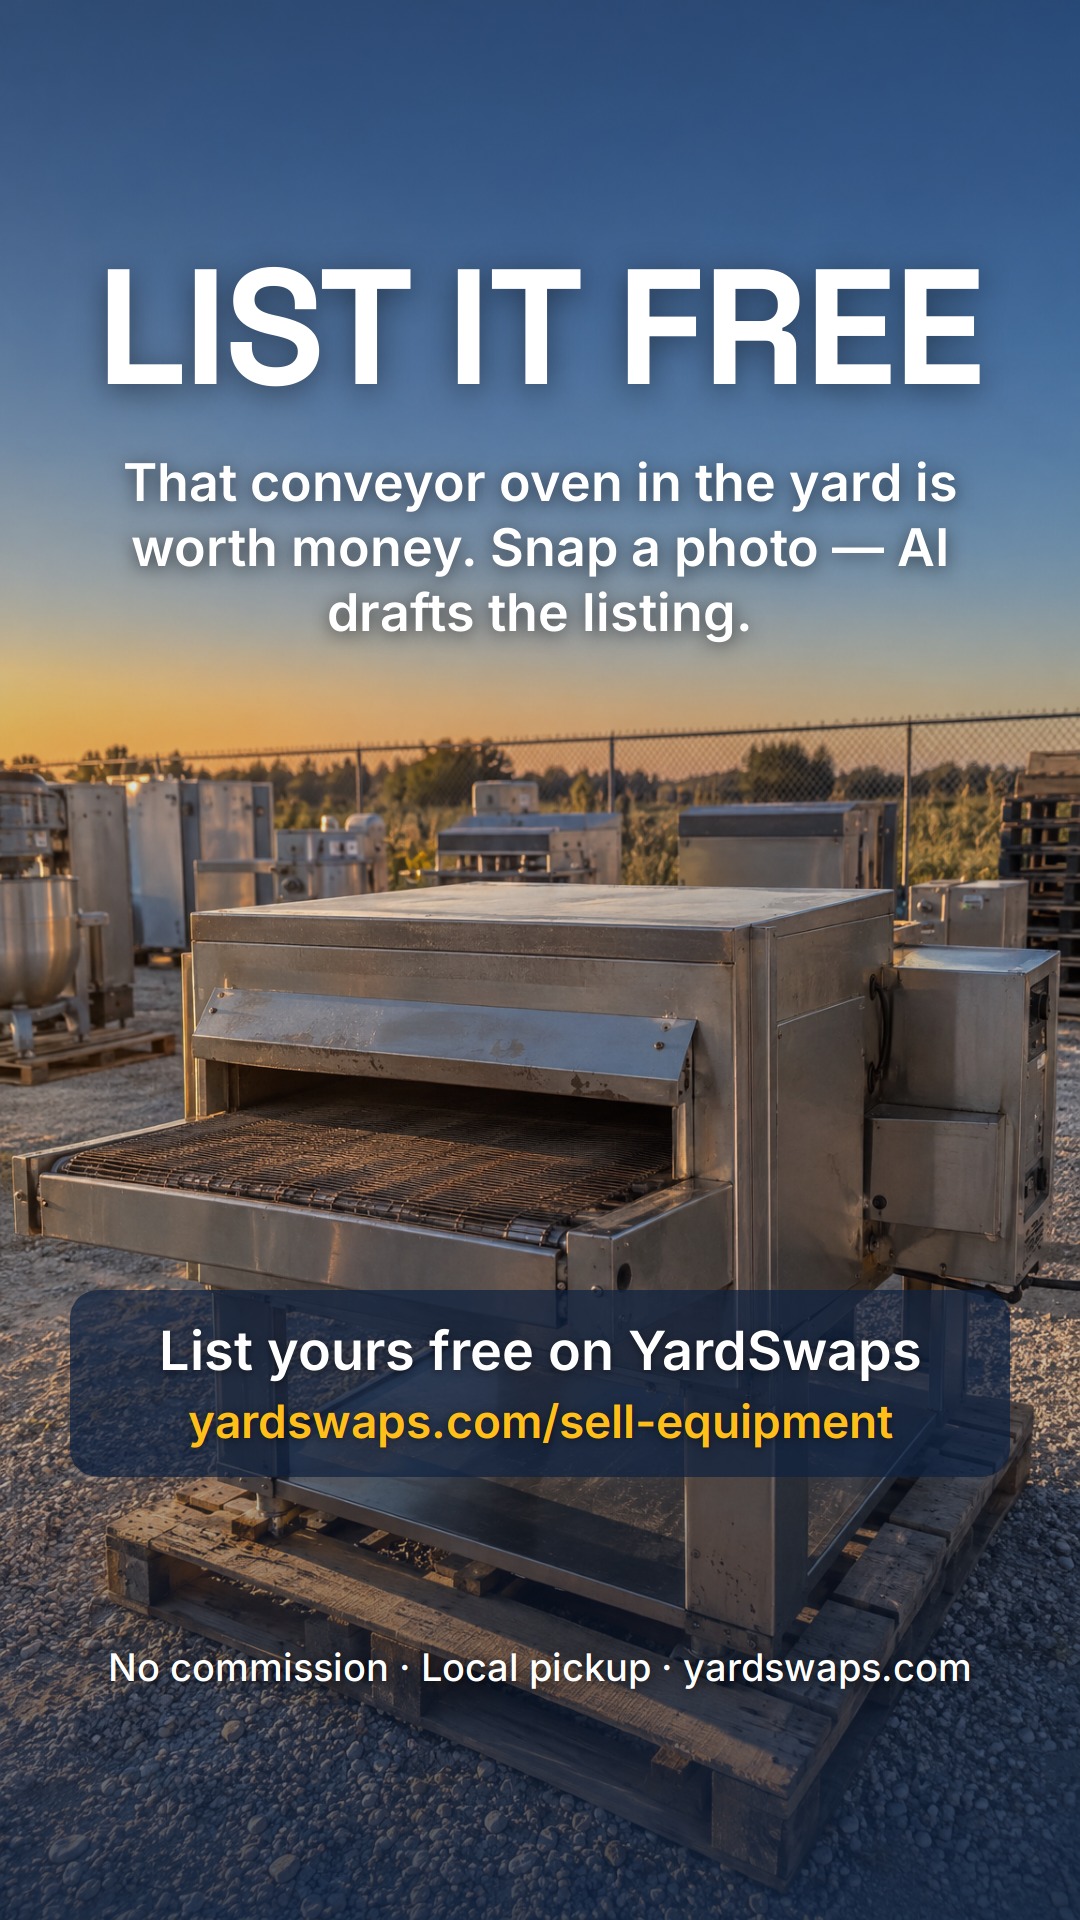 LIST IT FREE
That conveyor oven in the yard is
worth money. Snap a photo — AI
drafts the listing.
List yours free on YardSwaps
yardswaps.com/sell-equipment
No commission · Local pickup · yardswaps.com